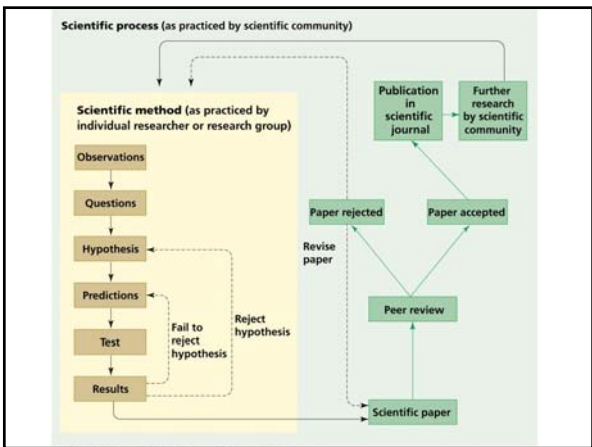 Scientific process (as practiced by scientific community)
Scientific method (as practiced by
individual researcher or research group)
Observations
Questions
Hypothesis
Predictions
Test
Results
Fail to
reject
hypothesis
Reject
hypothesis
Publication
in
scientific
journal
Further
research
by scientific
community
Paper rejected
Paper accepted
Revise
paper
Peer review
Scientific paper